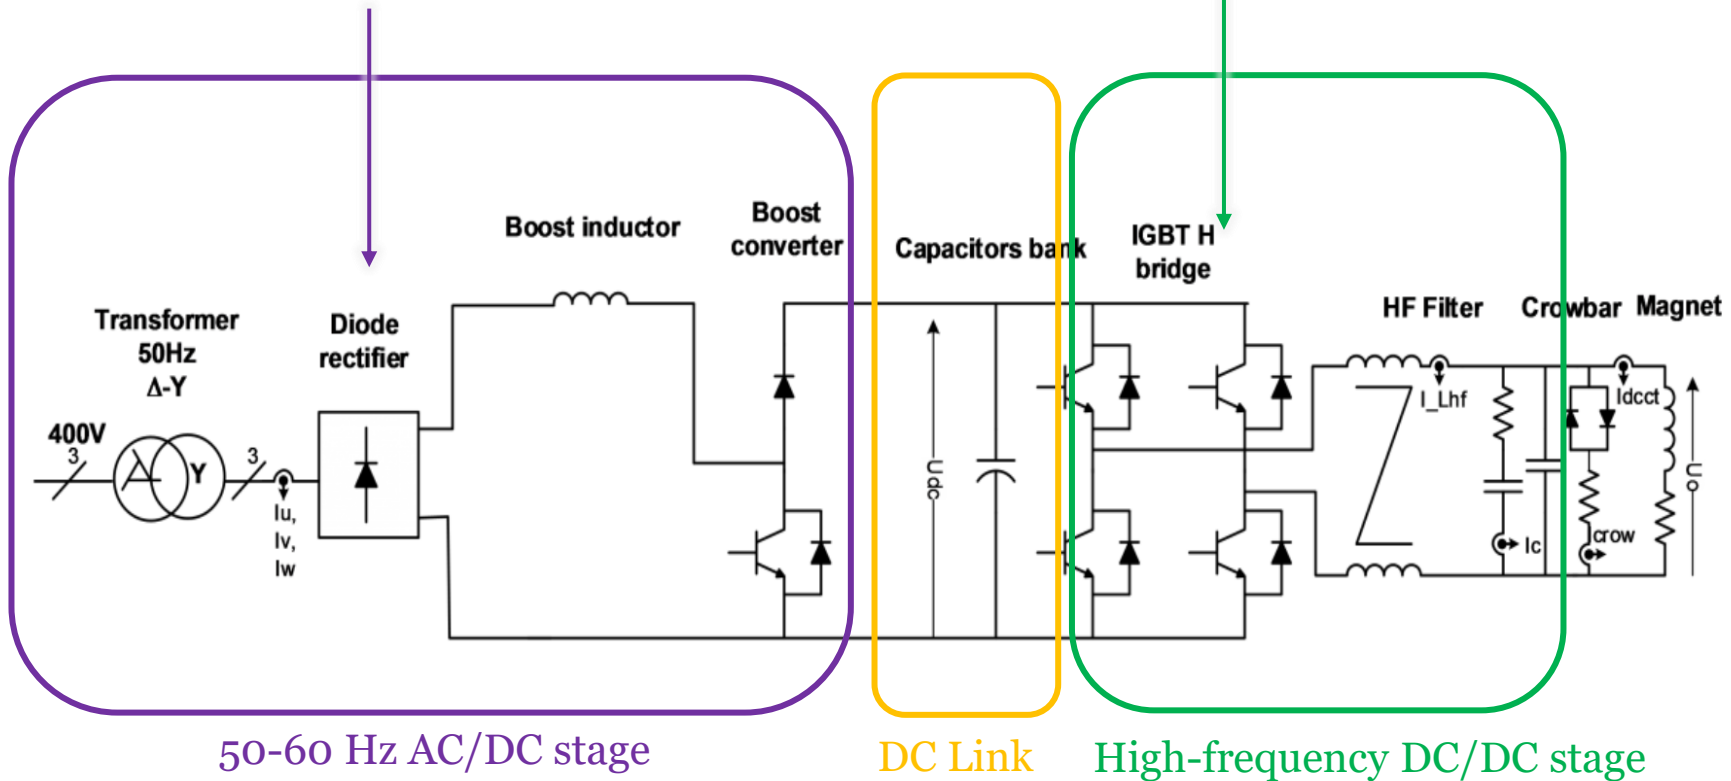 Boost inductor
Boost
converter
Capacitors bank
IGBT H
bridge
Transformer
50Hz
Δ-Y
Diode
rectifier
HF Filter
Crowbar
Magnet
400V
3
3
Y
Iu,
Iv,
Iw
Udc
I_Lhf
Idcct
Ic
crow
Uo
50-60 Hz AC/DC stage
DC Link
High-frequency DC/DC stage